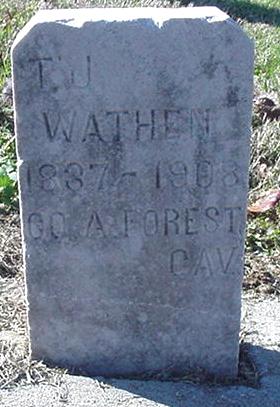 T J
WATHEN
1837 - 1908
CO. A. FOREST
CAV.